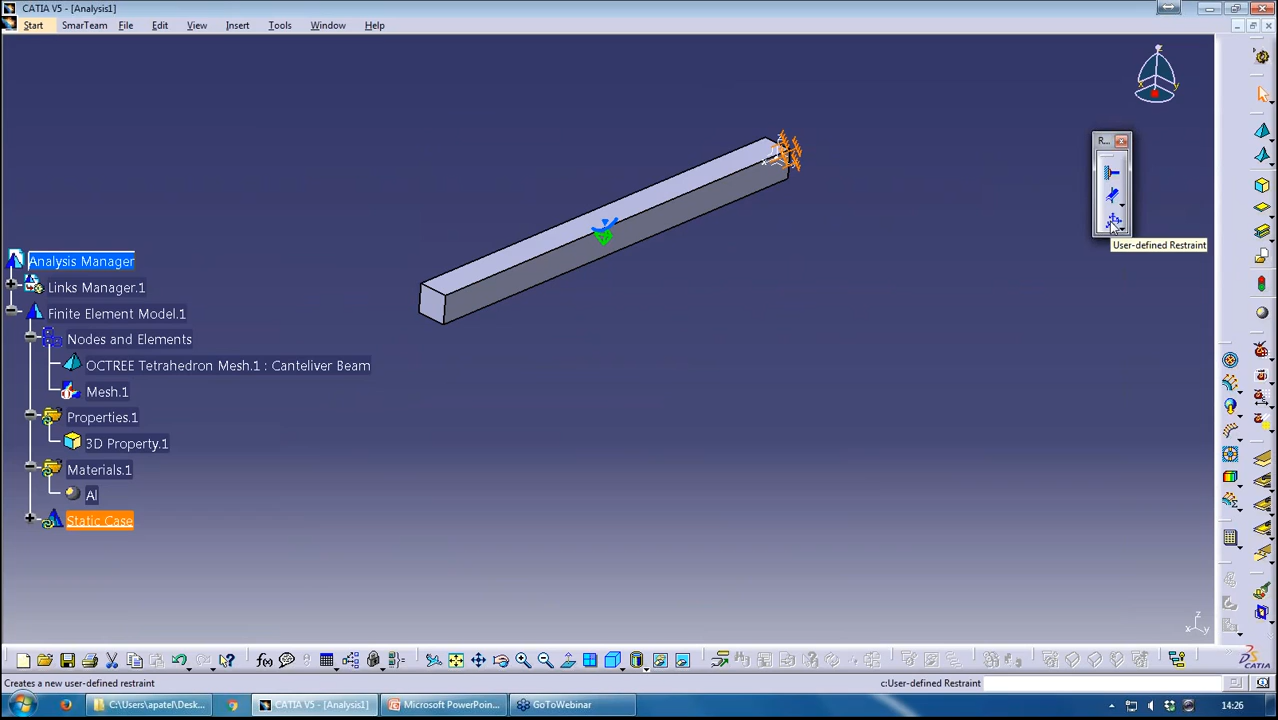 CATIA V5 - [Analysis1]
Start SmarTeam File Edit View Insert Tools Window Help
R...
User-defined Restraint
Analysis Manager
Links Manager.1
Finite Element Model.1
Nodes and Elements
OCTREE Tetrahedron Mesh.1 : Canteliver Beam
Mesh.1
Properties.1
3D Property.1
Materials.1
Al
Static Case
Creates a new user-defined restraint
c:User-defined Restraint
CATIA
C:\Users\apatel\Desk...
CATIA V5 - [Analysis1]
Microsoft PowerPoin...
GoToWebinar
14:26